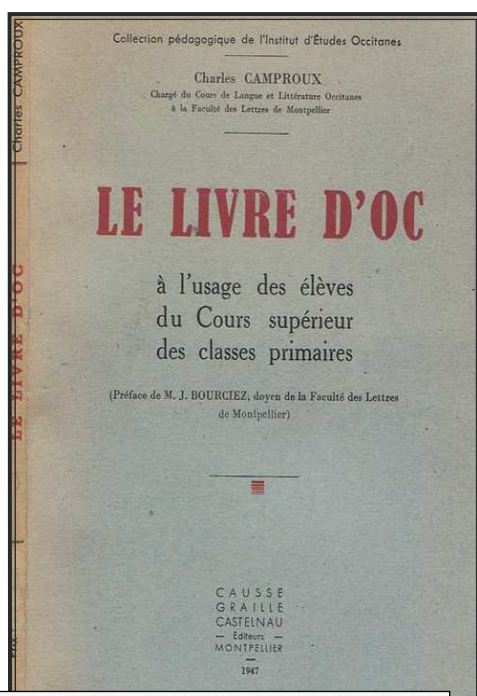 Collection pédagogique de l'Institut d'Études Occitanes
Charles CAMPROUX
Chargé du Cours de Langue et Littérature Occitanes
à la Faculté des Lettres de Montpellier
LE LIVRE D'OC
à l'usage des élèves
du Cours supérieur
des classes primaires
(Préface de M. J. BOURCIEZ, doyen de la Faculté des Lettres
de Montpellier)
CAUSSE
GRAILLE
CASTELNAU
— Editeurs —
MONTPELLIER
1947
Charles CAMPROUX
LE LIVRE D'OC